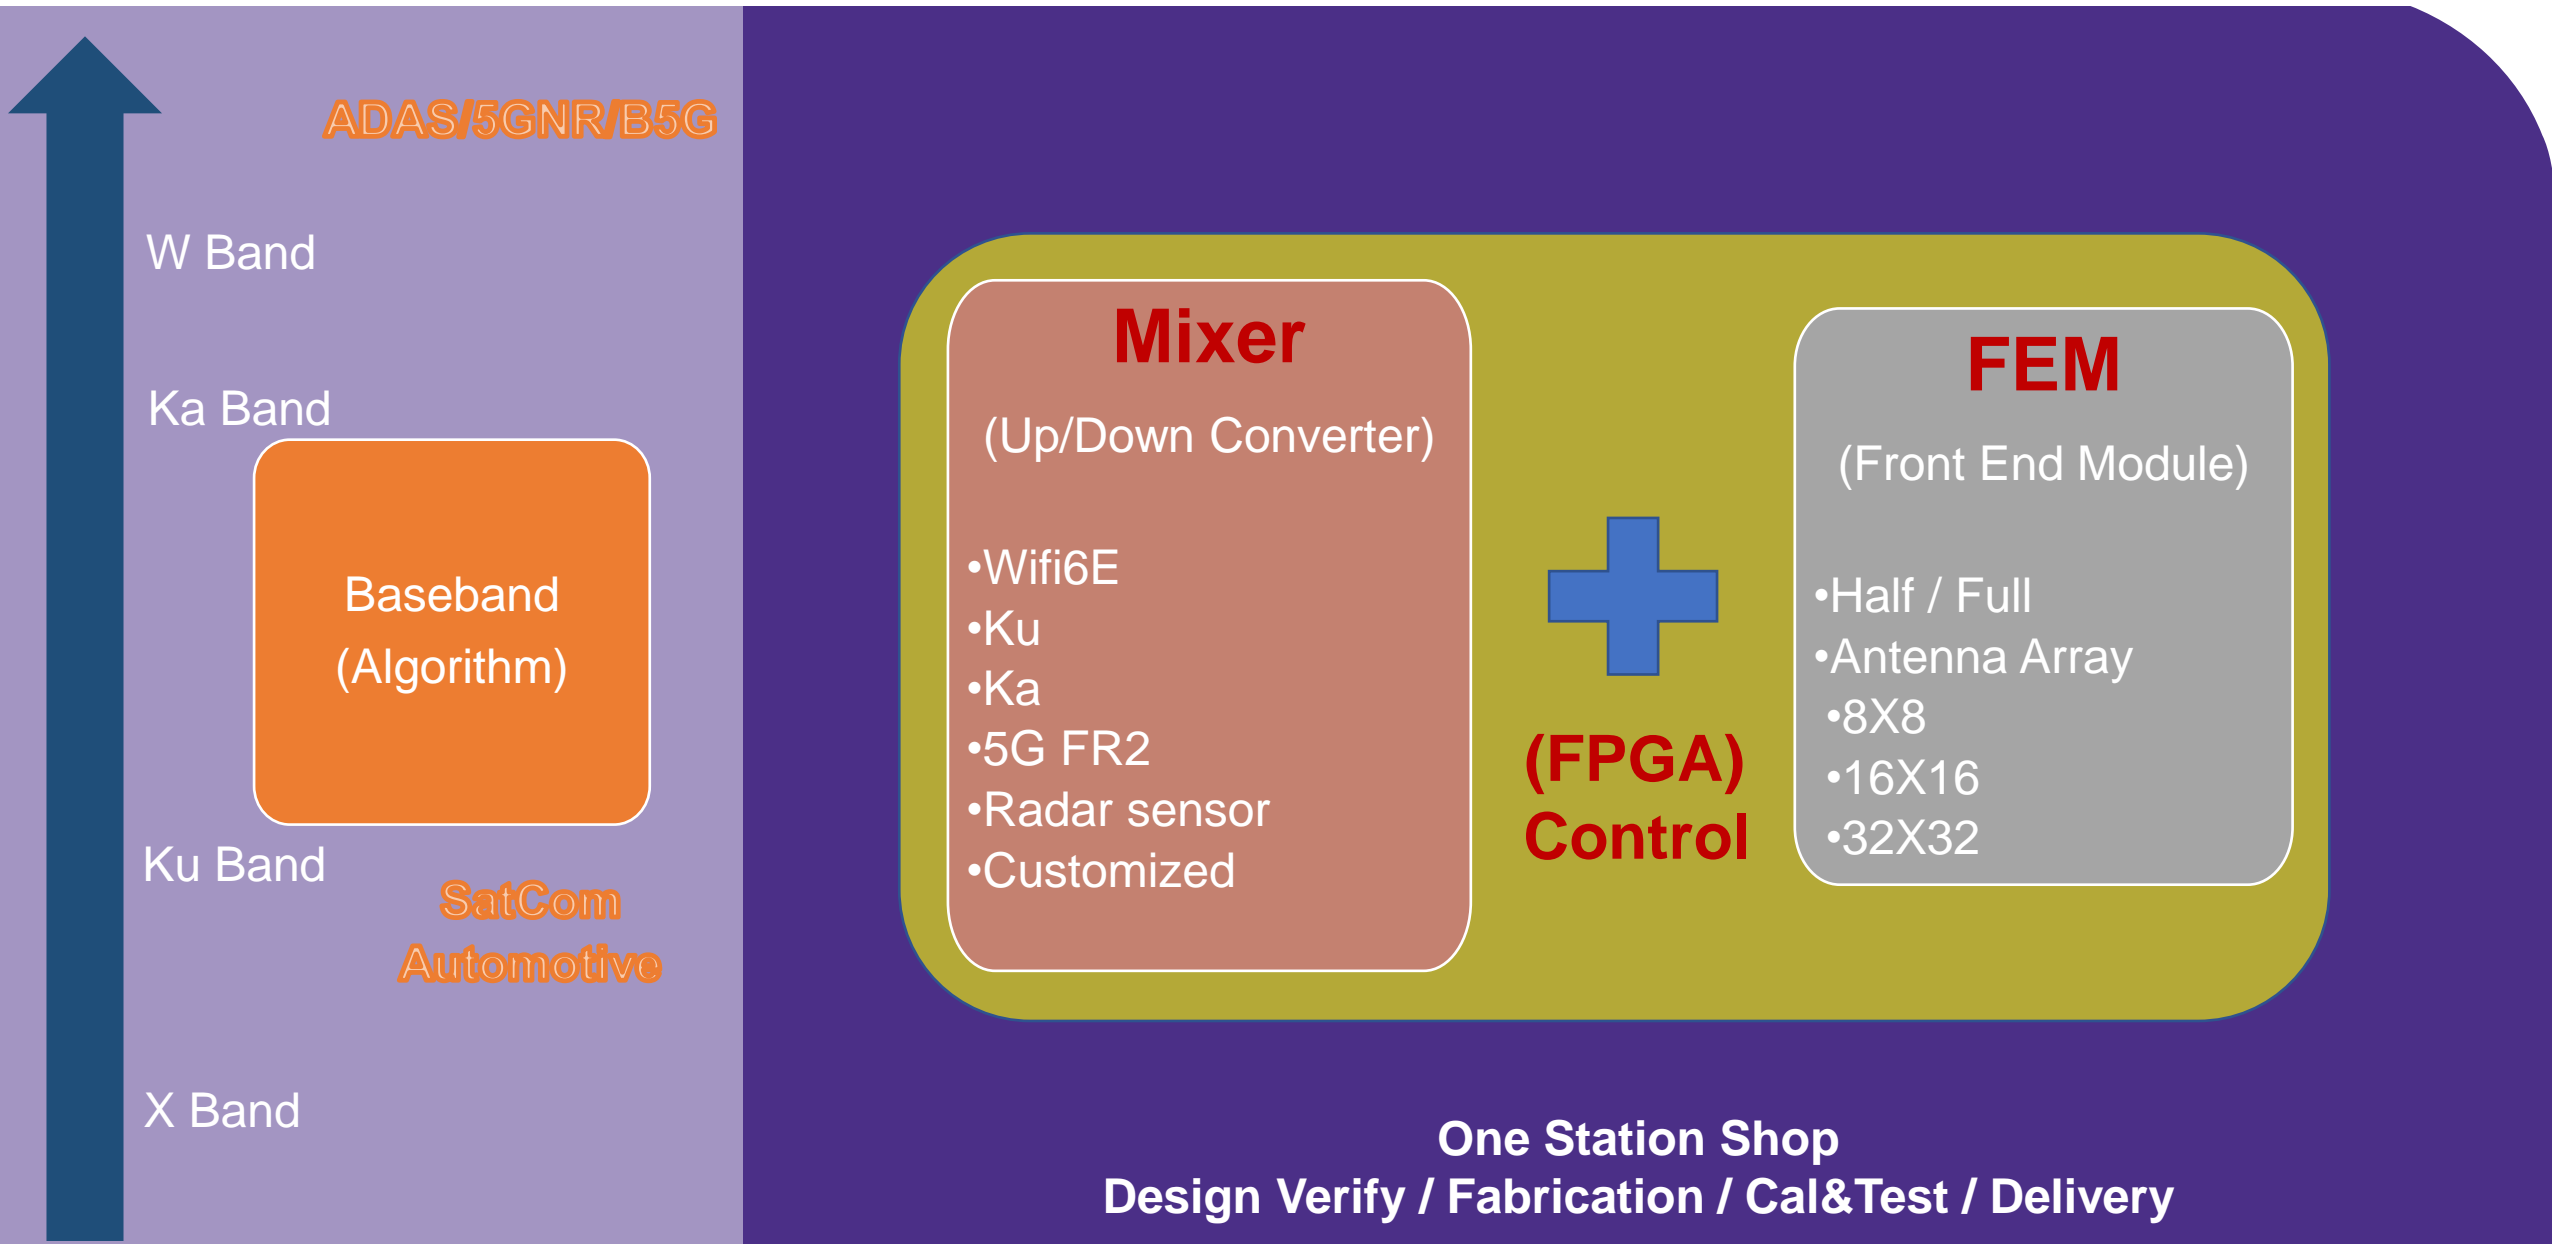 ADAS/5GNR/B5G
W Band
Ka Band
Baseband
(Algorithm)
Ku Band
SatCom
Automotive
X Band
Mixer
(Up/Down Converter)
•Wifi6E
•Ku
•Ka
•5G FR2
•Radar sensor
•Customized
(FPGA)
Control
FEM
(Front End Module)
•Half / Full
•Antenna Array
•8X8
•16X16
•32X32
One Station Shop
Design Verify / Fabrication / Cal&Test / Delivery